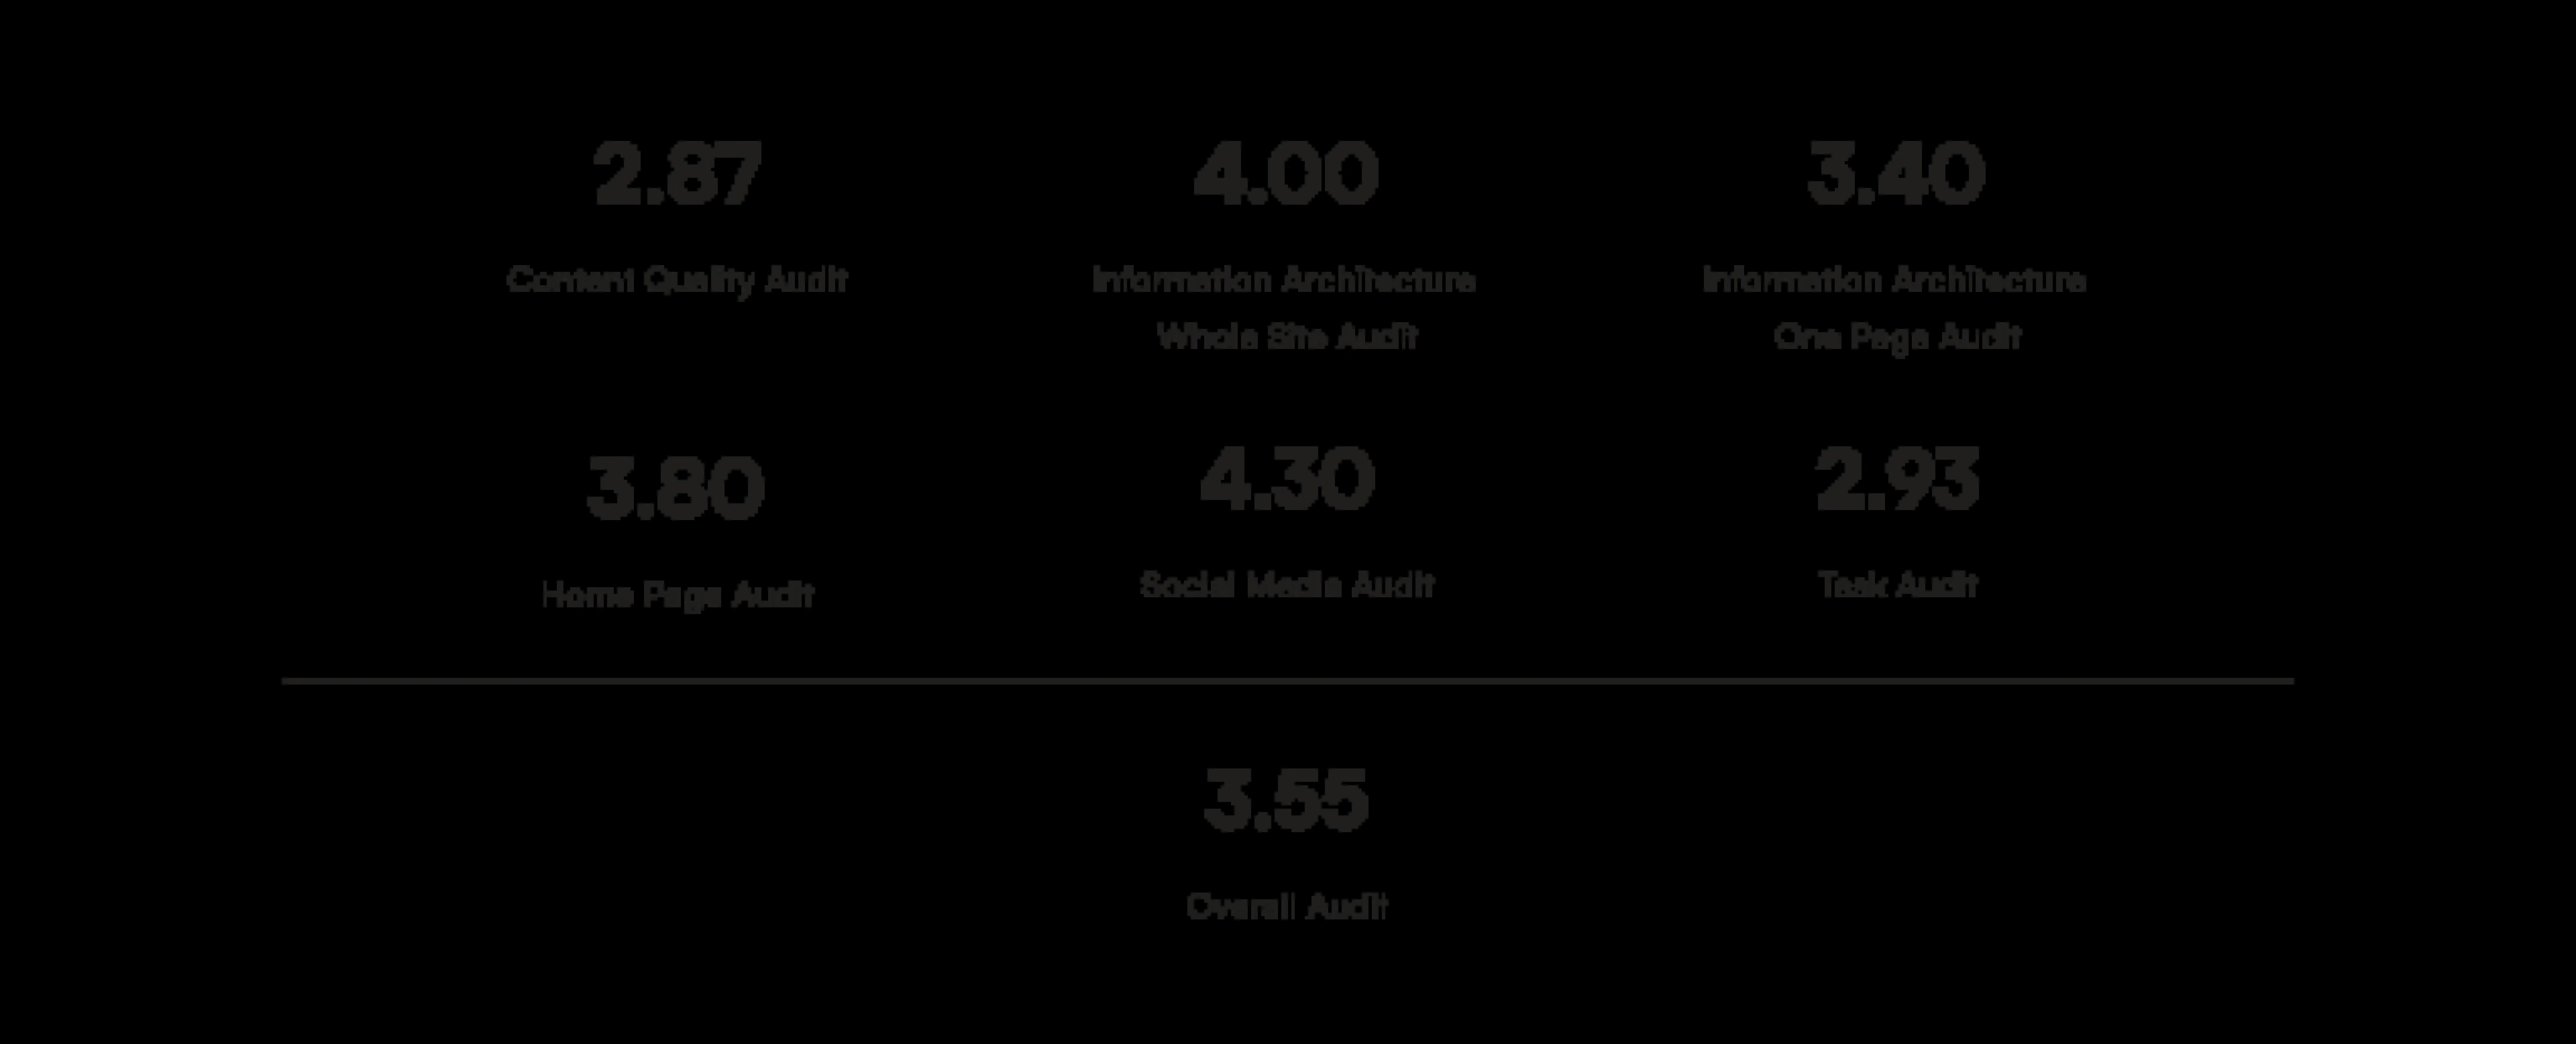 2.87
4.00
3.40
Content Quality Audit
Information Architecture
Whole Site Audit
Information Architecture
One Page Audit
3.80
4.30
2.93
Home Page Audit
Social Media Audit
Task Audit
3.55
Overall Audit